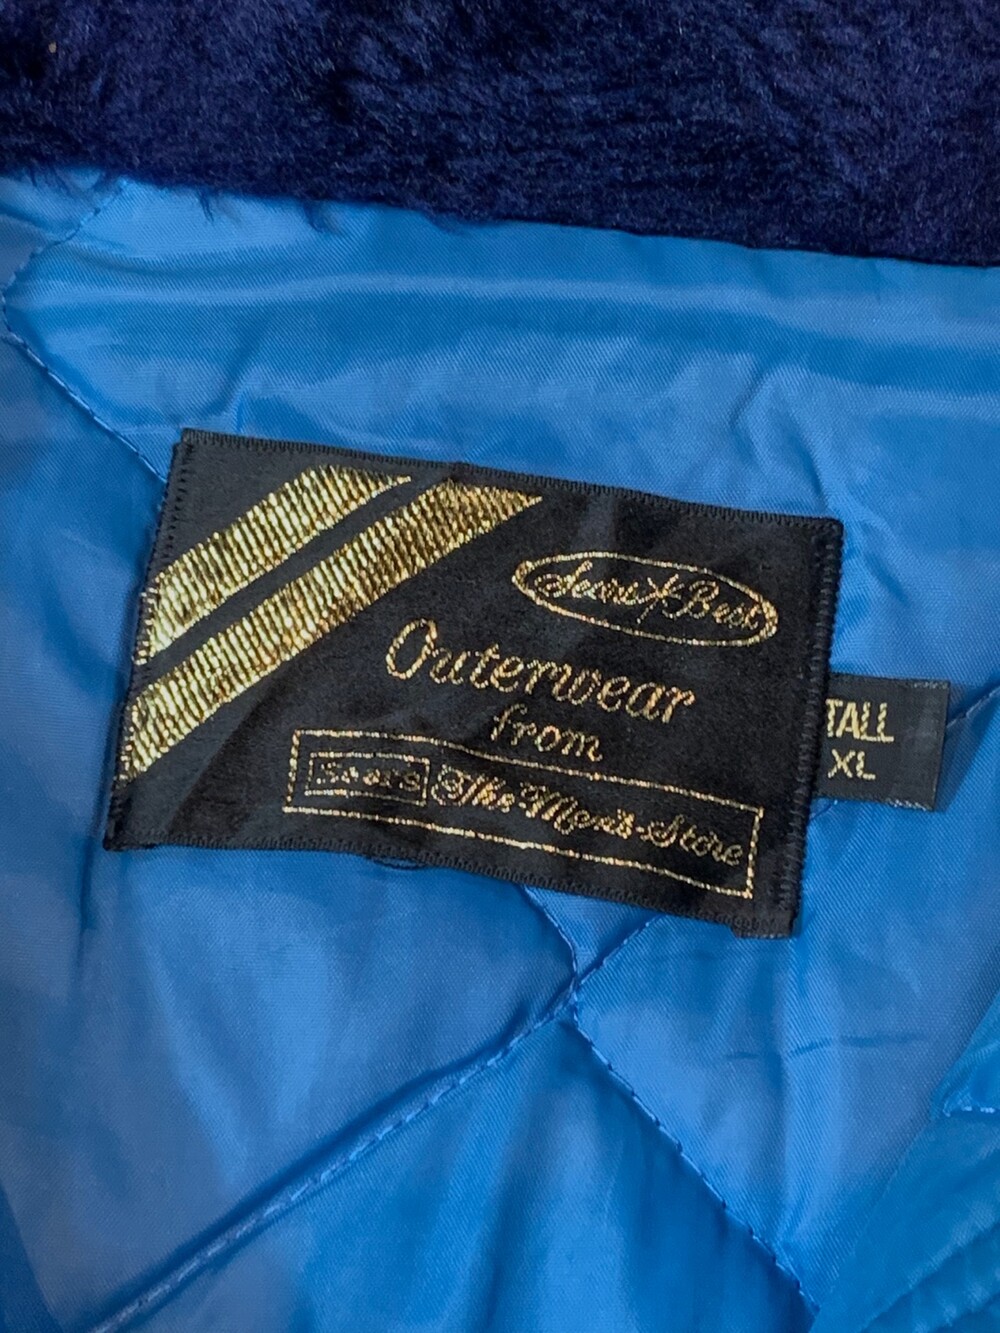 Sears Best
Outerwear
from
Sears The Men's Store
TALL
XL